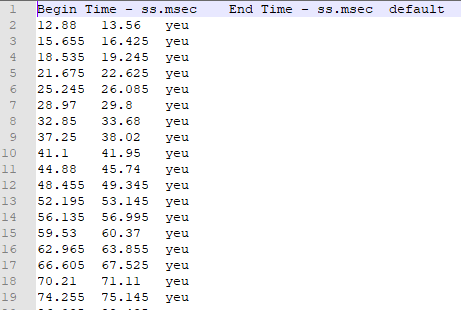 1 Begin Time - ss.msec End Time - ss.msec default
2 12.88 13.56 yeu
3 15.655 16.425 yeu
4 18.535 19.245 yeu
5 21.675 22.625 yeu
6 25.245 26.085 yeu
7 28.97 29.8 yeu
8 32.85 33.68 yeu
9 37.25 38.02 yeu
10 41.1 41.95 yeu
11 44.88 45.74 yeu
12 48.455 49.345 yeu
13 52.195 53.145 yeu
14 56.135 56.995 yeu
15 59.53 60.37 yeu
16 62.965 63.855 yeu
17 66.605 67.525 yeu
18 70.21 71.11 yeu
19 74.255 75.145 yeu